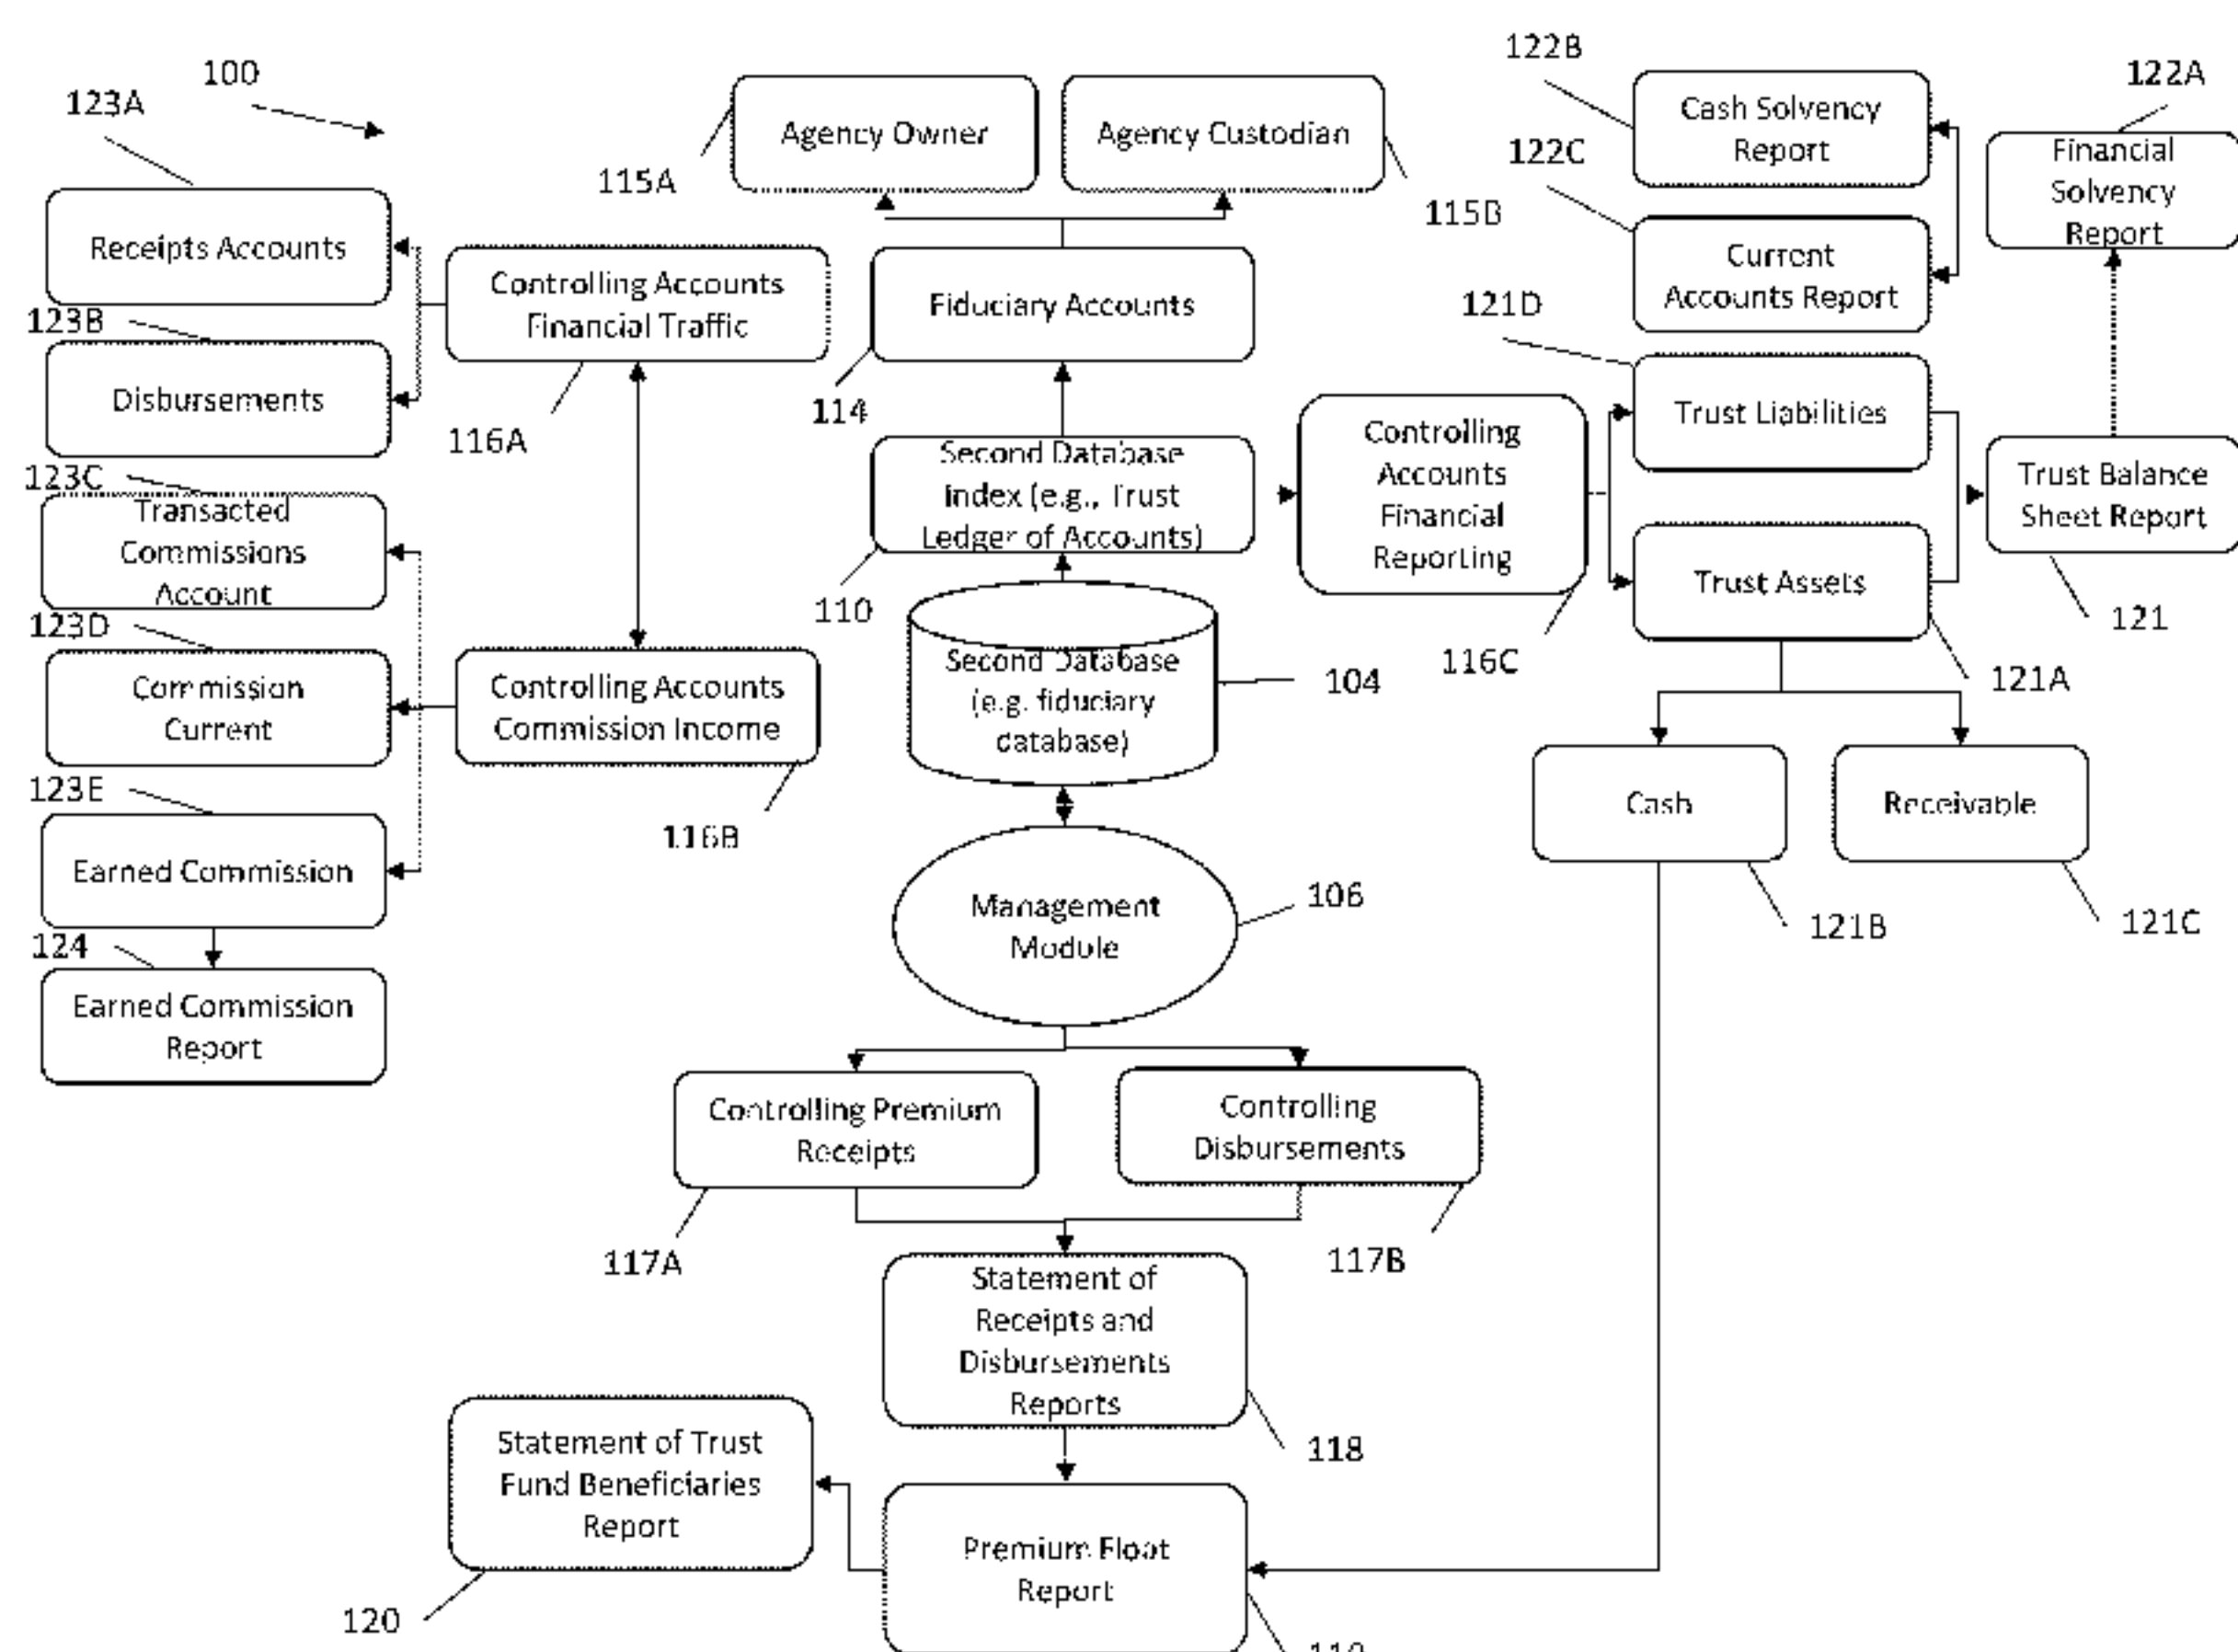 100
123A
Receipts Accounts
123B
Disbursements
123C
Transacted
Commissions
Account
123D
Commission
Current
123E
Earned Commission
124
Earned Commission
Report
Controlling Accounts
Financial Traffic
116A
Controlling Accounts
Commission Income
116B
Agency Owner
115A
Agency Custodian
115B
Fiduciary Accounts
114
Second Database
Index (e.g., Trust
Ledger of Accounts)
110
Second Database
(e.g. fiduciary
database)
104
Management
Module
106
Controlling Premium
Receipts
117A
Controlling
Disbursements
117B
Statement of
Receipts and
Disbursements
Reports
118
Statement of Trust
Fund Beneficiaries
Report
120
Premium Float
Report
Controlling
Accounts
Financial
Reporting
116C
122B
Cash Solvency
Report
122C
Current
Accounts Report
122A
Financial
Solvency
Report
121D
Trust Liabilities
Trust Assets
121A
Trust Balance
Sheet Report
121
Cash
121B
Receivable
121C